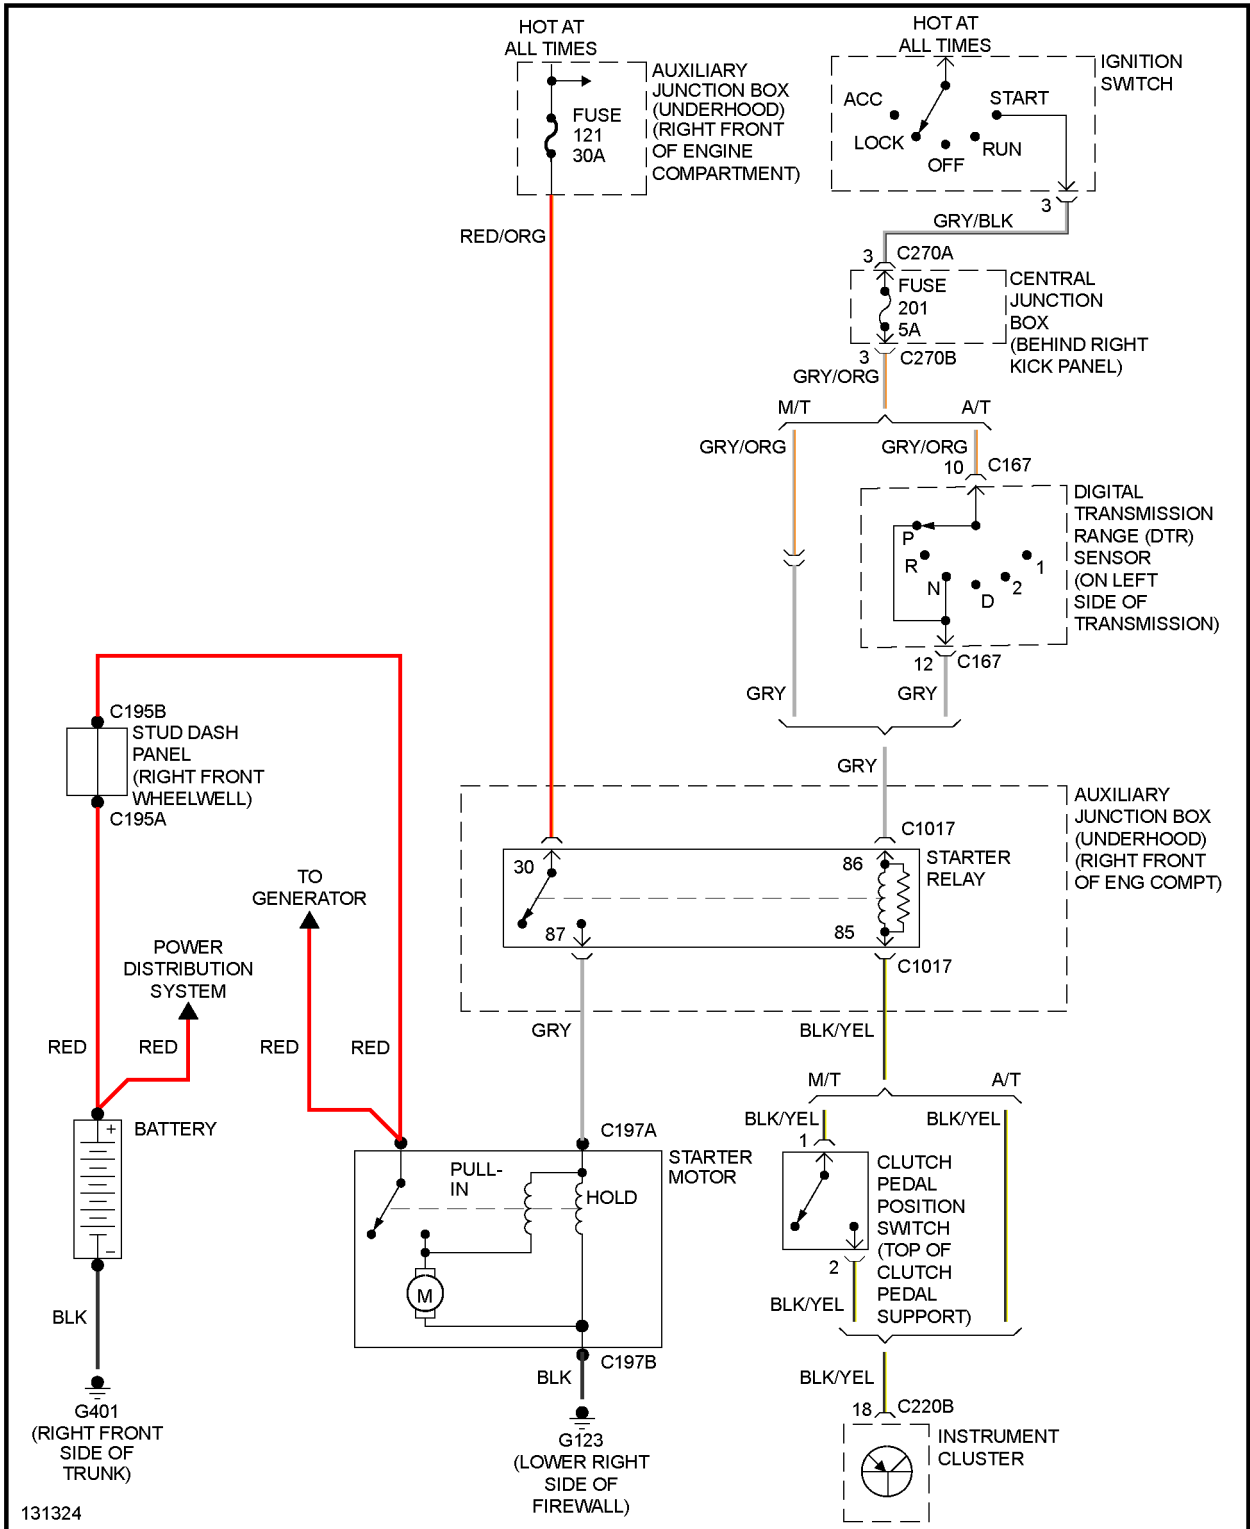 HOT AT
ALL TIMES
AUXILIARY
JUNCTION BOX
(UNDERHOOD)
(RIGHT FRONT
OF ENGINE
COMPARTMENT)
FUSE
121
30A
RED/ORG
HOT AT
ALL TIMES
IGNITION
SWITCH
ACC
START
LOCK
RUN
OFF
3
GRY/BLK
3
C270A
FUSE
201
5A
CENTRAL
JUNCTION
BOX
(BEHIND RIGHT
KICK PANEL)
3
C270B
GRY/ORG
M/T
A/T
GRY/ORG
GRY/ORG
10
C167
DIGITAL
TRANSMISSION
RANGE (DTR)
SENSOR
(ON LEFT
SIDE OF
TRANSMISSION)
P
R
N
D
2
1
12
C167
GRY
GRY
GRY
C195B
STUD DASH
PANEL
(RIGHT FRONT
WHEELWELL)
C195A
AUXILIARY
JUNCTION BOX
(UNDERHOOD)
(RIGHT FRONT
OF ENG COMPT)
C1017
30
86
STARTER
RELAY
87
85
C1017
TO
GENERATOR
POWER
DISTRIBUTION
SYSTEM
RED
RED
RED
RED
GRY
BLK/YEL
M/T
A/T
BLK/YEL
BLK/YEL
1
BATTERY
+
–
C197A
STARTER
MOTOR
PULL-
IN
HOLD
M
CLUTCH
PEDAL
POSITION
SWITCH
(TOP OF
CLUTCH
PEDAL
SUPPORT)
2
BLK/YEL
BLK
C197B
BLK
BLK/YEL
G401
(RIGHT FRONT
SIDE OF
TRUNK)
G123
(LOWER RIGHT
SIDE OF
FIREWALL)
18
C220B
INSTRUMENT
CLUSTER
131324